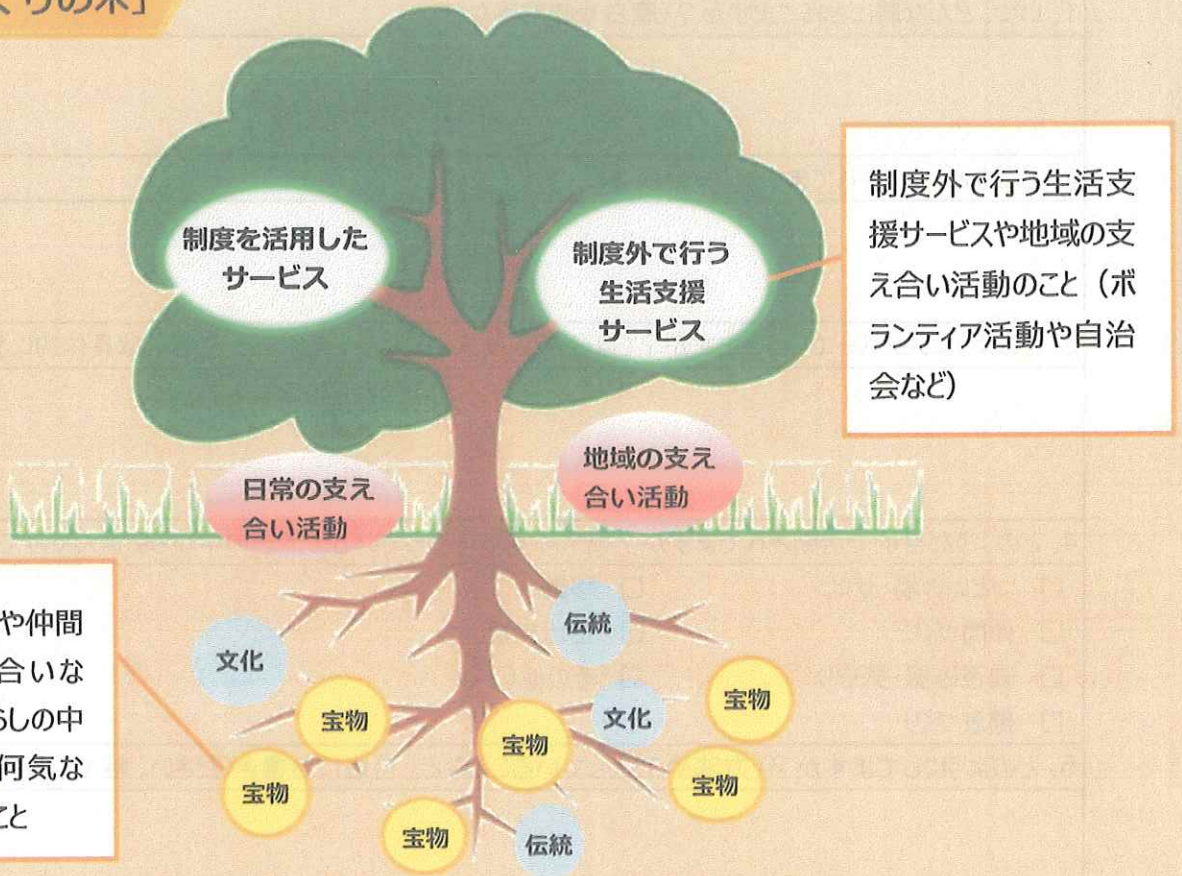 くりの木」
制度を活用した
サービス
制度外で行う
生活支援
サービス
制度外で行う生活支
援サービスや地域の支
え合い活動のこと（ボ
ランティア活動や自治
会など）
日常の支え
合い活動
地域の支え
合い活動
や仲間
合いな
らしの中
何気な
こと
文化
伝統
宝物
宝物
文化
宝物
宝物
宝物
宝物
伝統